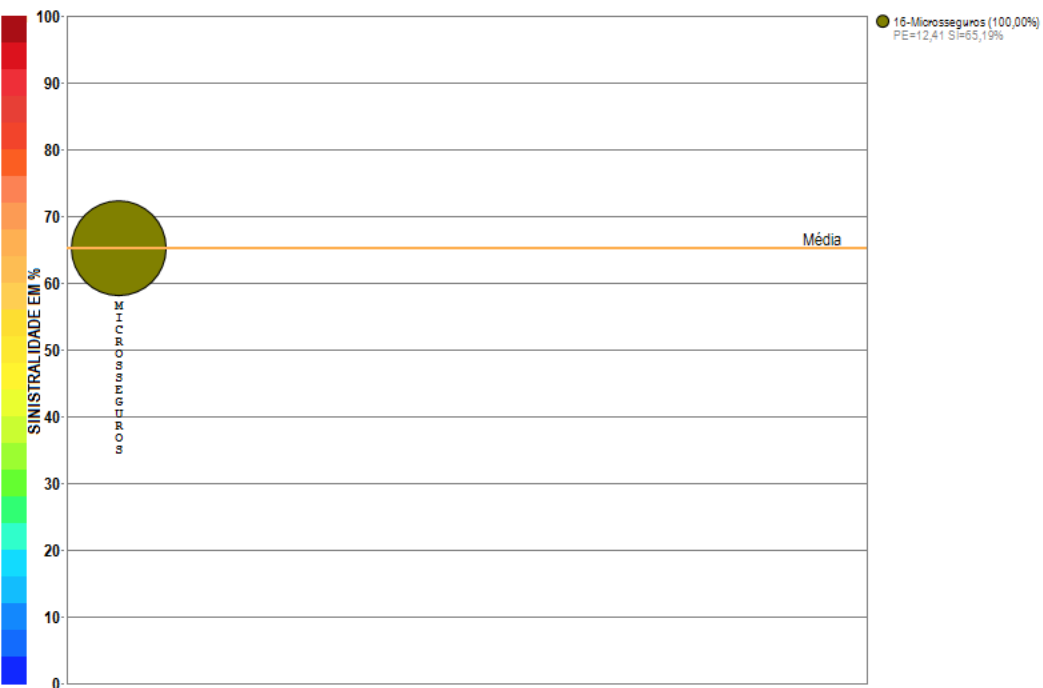 100
90
80
70
60
50
40
30
20
10
0
SINISTRALIDADE EM %
MICROSSEGUROS
Média
16-Microsseguros (100,00%)
PE=12,41 SI=65,19%